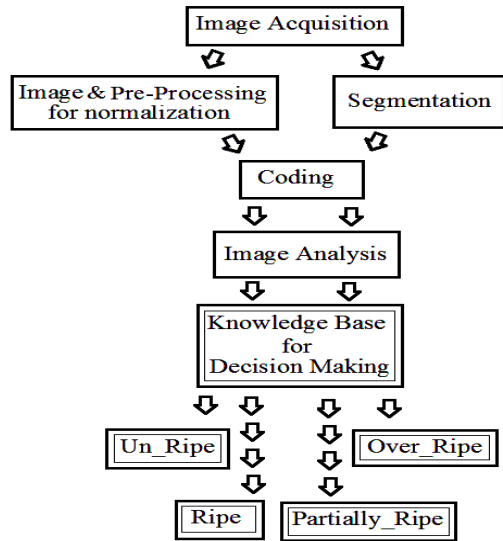 Image Acquisition
Image & Pre-Processing
for normalization
Segmentation
Coding
Image Analysis
Knowledge Base
for
Decision Making
Un_Ripe
Over_Ripe
Ripe
Partially_Ripe